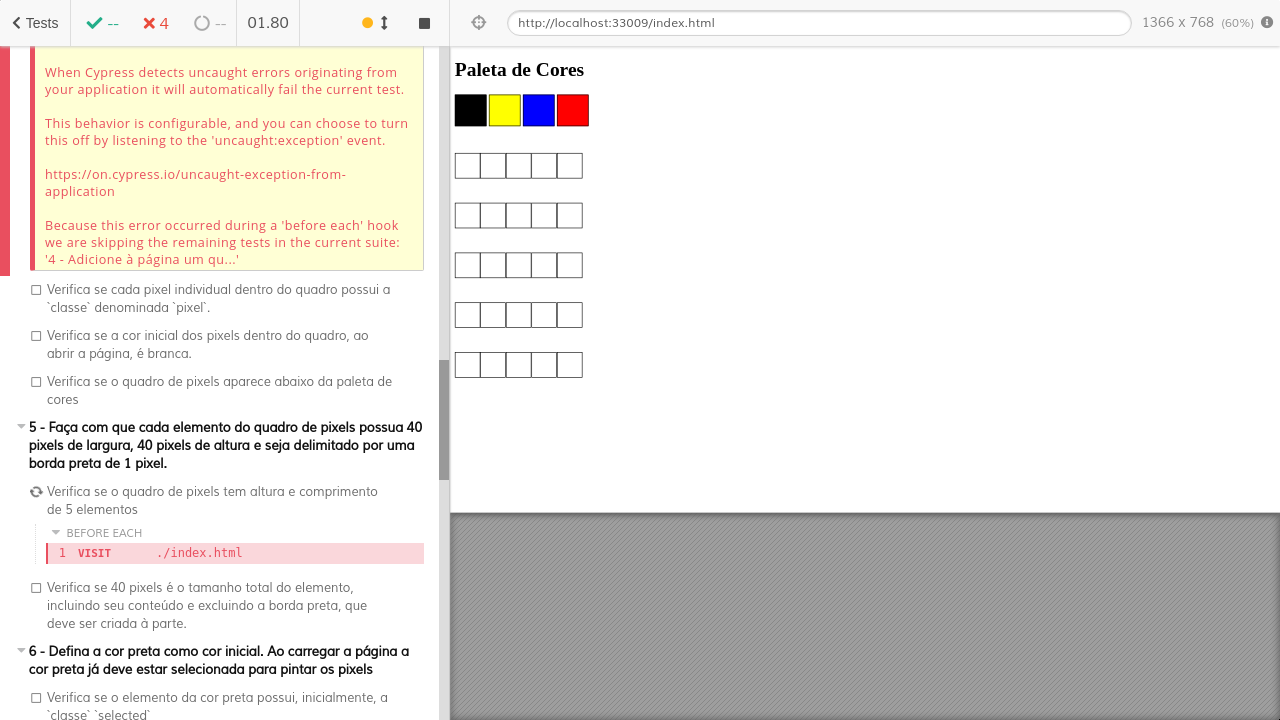 Tests
--
4
--
01.80
http://localhost:33009/index.html
1366 x 768 (60%)
When Cypress detects uncaught errors originating from
your application it will automatically fail the current test.
This behavior is configurable, and you can choose to turn
this off by listening to the 'uncaught:exception' event.
https://on.cypress.io/uncaught-exception-from-
application
Because this error occurred during a 'before each' hook
we are skipping the remaining tests in the current suite:
'4 - Adicione à página um qu...'
Verifica se cada pixel individual dentro do quadro possui a
`classe` denominada `pixel`.
Verifica se a cor inicial dos pixels dentro do quadro, ao
abrir a página, é branca.
Verifica se o quadro de pixels aparece abaixo da paleta de
cores
5 - Faça com que cada elemento do quadro de pixels possua 40
pixels de largura, 40 pixels de altura e seja delimitado por uma
borda preta de 1 pixel.
Verifica se o quadro de pixels tem altura e comprimento
de 5 elementos
BEFORE EACH
1 VISIT ./index.html
Verifica se 40 pixels é o tamanho total do elemento,
incluindo seu conteúdo e excluindo a borda preta, que
deve ser criada à parte.
6 - Defina a cor preta como cor inicial. Ao carregar a página a
cor preta já deve estar selecionada para pintar os pixels
Verifica se o elemento da cor preta possui, inicialmente, a
`classe` `selected`
Paleta de Cores